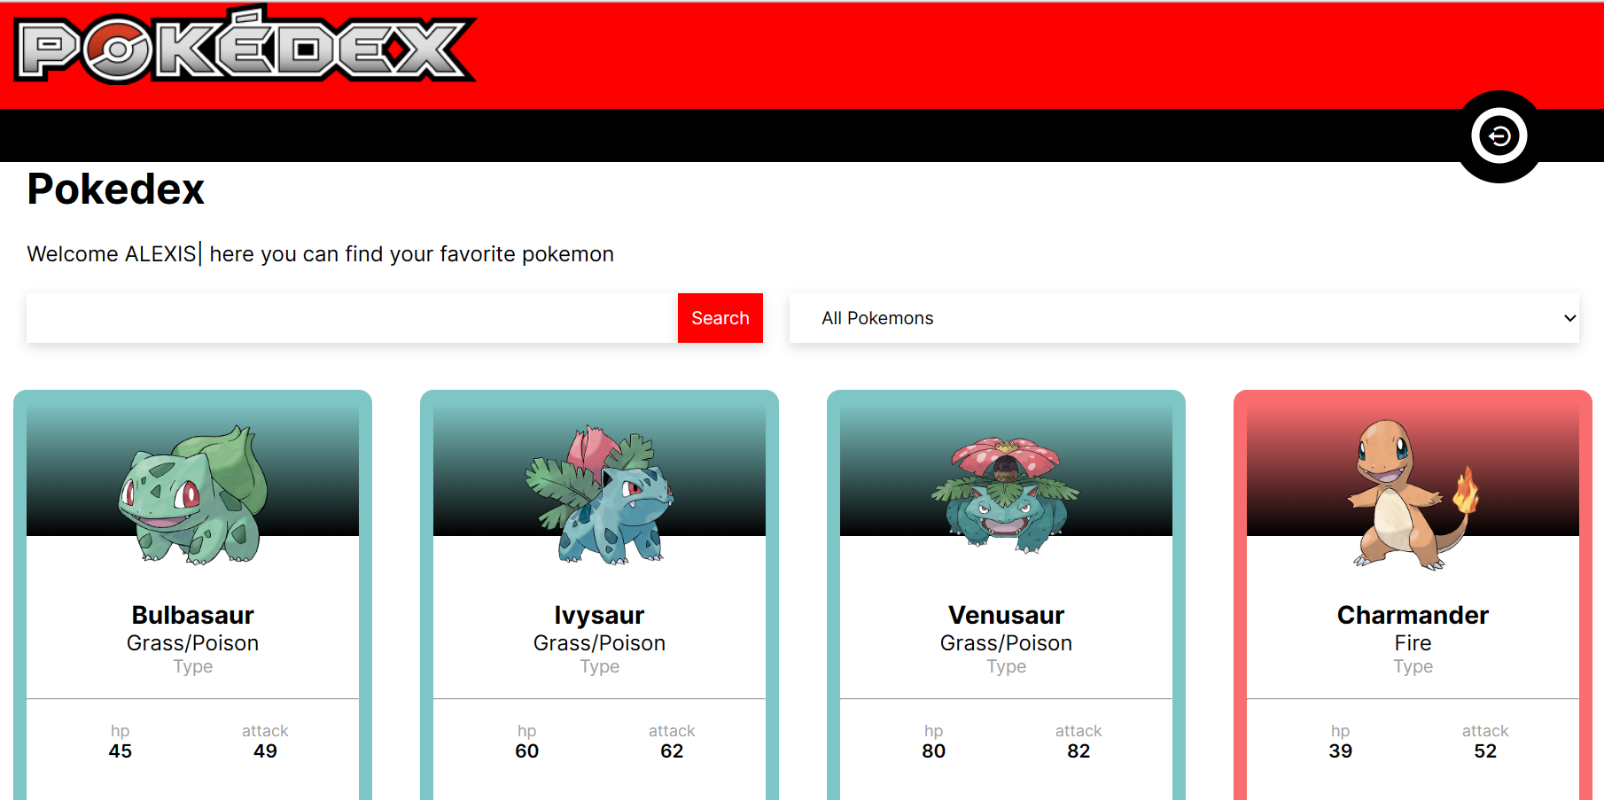 POKÉDEX
Pokedex
Welcome ALEXIS| here you can find your favorite pokemon
Search
All Pokemons
Bulbasaur
Grass/Poison
Type
hp attack
45 49
Ivysaur
Grass/Poison
Type
hp attack
60 62
Venusaur
Grass/Poison
Type
hp attack
80 82
Charmander
Fire
Type
hp attack
39 52